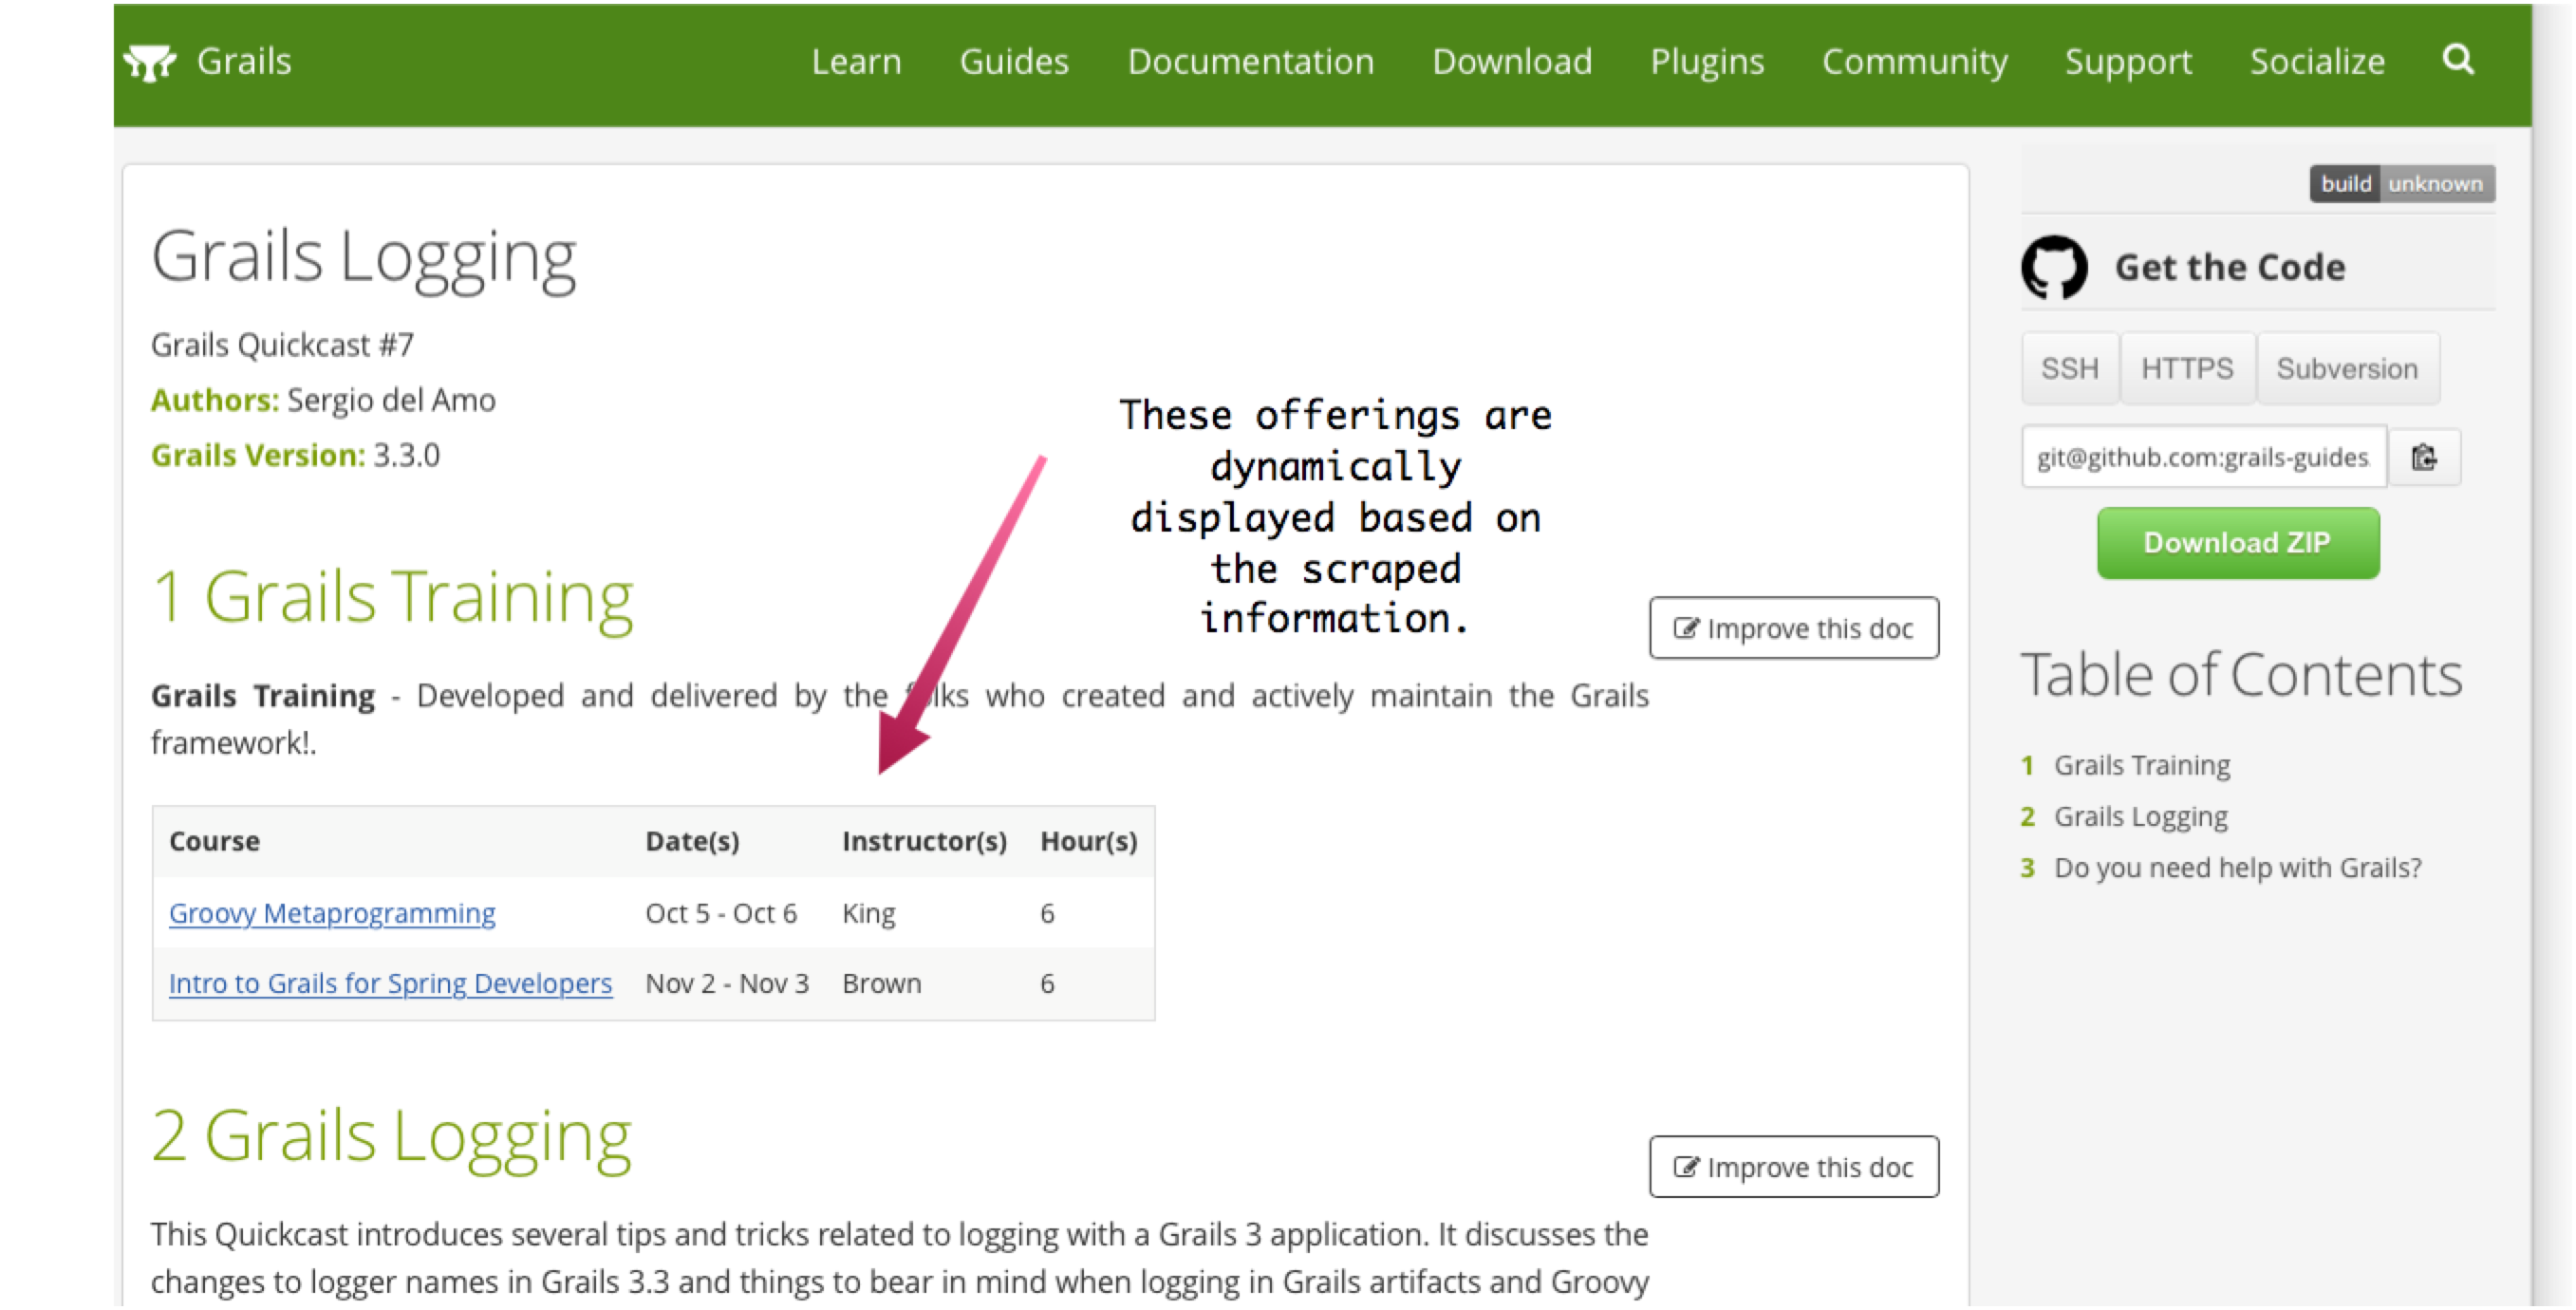 Grails Learn Guides Documentation Download Plugins Community Support Socialize
build unknown
Grails Logging
Grails Quickcast #7
Authors: Sergio del Amo
Grails Version: 3.3.0
These offerings are
dynamically
displayed based on
the scraped
information.
1 Grails Training
Improve this doc
Grails Training - Developed and delivered by the who created and actively maintain the Grails
framework!.
Course Date(s) Instructor(s) Hour(s)
Groovy Metaprogramming Oct 5 - Oct 6 King 6
Intro to Grails for Spring Developers Nov 2 - Nov 3 Brown 6
2 Grails Logging
Improve this doc
This Quickcast introduces several tips and tricks related to logging with a Grails 3 application. It discusses the
changes to logger names in Grails 3.3 and things to bear in mind when logging in Grails artifacts and Groovy
Get the Code
SSH HTTPS Subversion
git@github.com:grails-guides
Download ZIP
Table of Contents
1 Grails Training
2 Grails Logging
3 Do you need help with Grails?